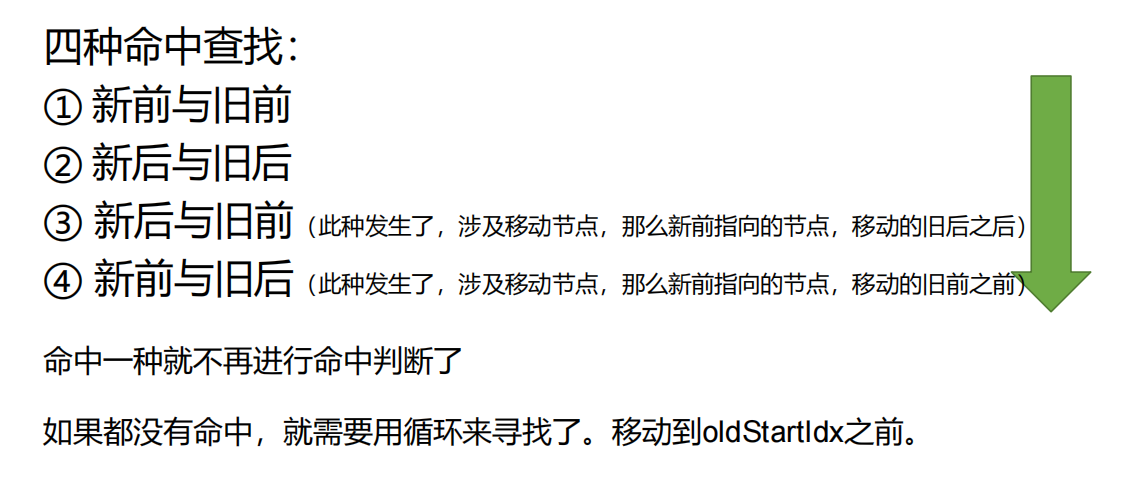 四种命中查找：
① 新前与旧前
② 新后与旧后
③ 新后与旧前（此种发生了，涉及移动节点，那么新前指向的节点，移动的旧后之后）
④ 新前与旧后（此种发生了，涉及移动节点，那么新前指向的节点，移动的旧前之前）
命中一种就不再进行命中判断了
如果都没有命中，就需要用循环来寻找了。移动到oldStartIdx之前。